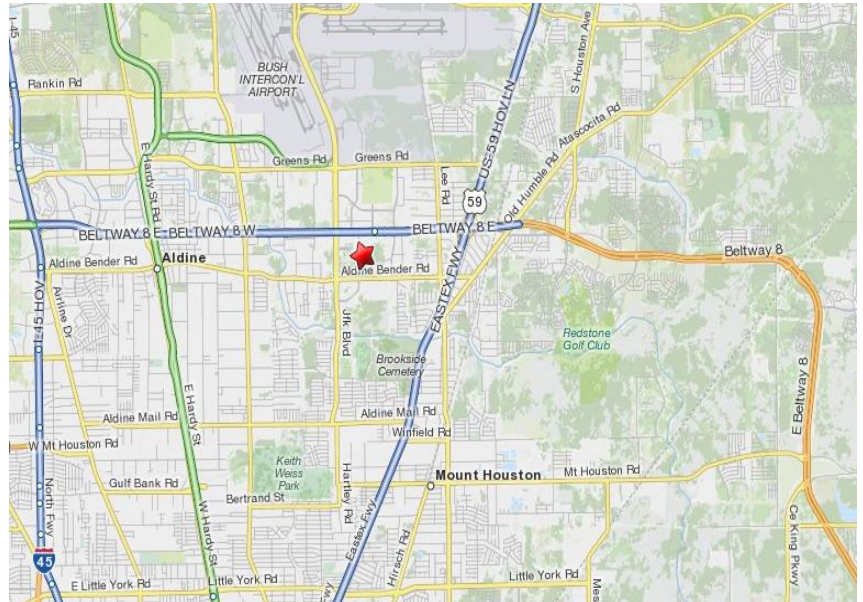 I-45
Rankin Rd
BUSH
INTERCON'L
AIRPORT
S Houston Ave
US-59 HOV LN
Atascocita Rd
Old Humble Rd
E Hardy St Rd
Greens Rd
Greens Rd
Lee Rd
59
BELTWAY 8 E-BELTWAY 8 W
BELTWAY 8 E
Beltway 8
Aldine Bender Rd
Aldine
Aldine Bender Rd
I-45 HOV
Airline Dr
Jfk Blvd
EASTEX FWY
Redstone
Golf Club
Brookside
Cemetery
E Hardy St
E Beltway 8
Aldine Mail Rd
Aldine Mail Rd
Winfield Rd
W Mt Houston Rd
Keith
Weiss
Park
Mount Houston
Mt Houston Rd
Gulf Bank Rd
Bertrand St
Hartley Rd
North Fwy
W Hardy St
Eastex Fwy
Hirsch Rd
Ce King Pkwy
45
E Little York Rd
Little York Rd
Fwy
Little York Rd
Mes